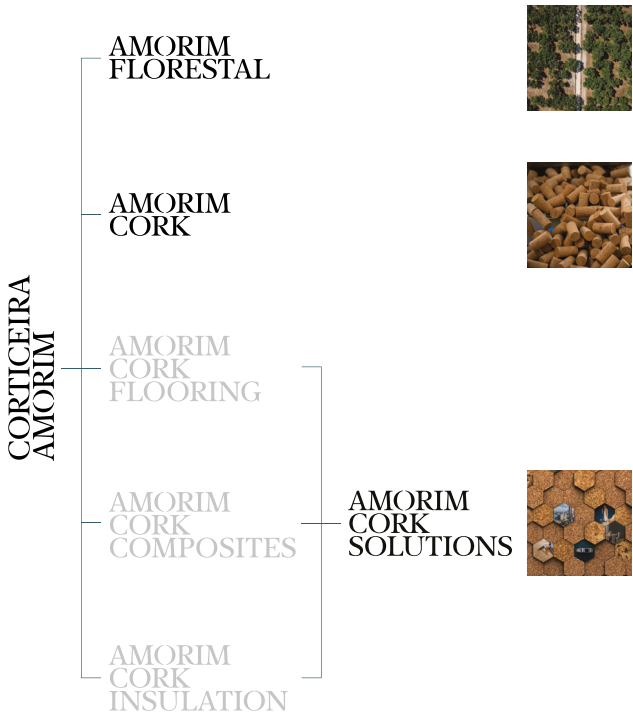 CORTICEIRA
AMORIM
AMORIM
FLORESTAL
AMORIM
CORK
AMORIM
CORK
FLOORING
AMORIM
CORK
COMPOSITES
AMORIM
CORK
INSULATION
AMORIM
CORK
SOLUTIONS